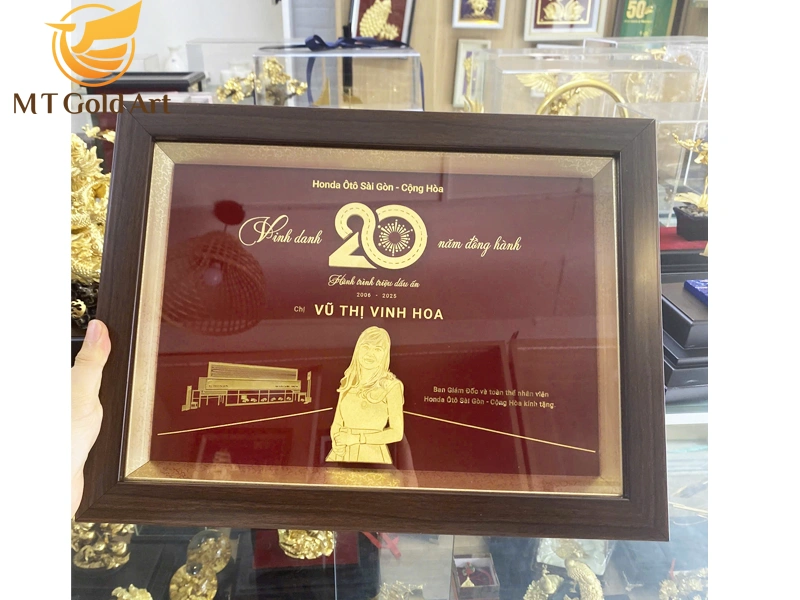 MT Gold Art
50
Honda Ôtô Sài Gòn - Cộng Hòa
Vinh danh 20 năm đồng hành
Hành trình triệu dấu ấn
2006 - 2025
Chị VŨ THỊ VINH HOA
Ban Giám Đốc và toàn thể nhân viên
Honda Ôtô Sài Gòn - Cộng Hòa kính tặng.